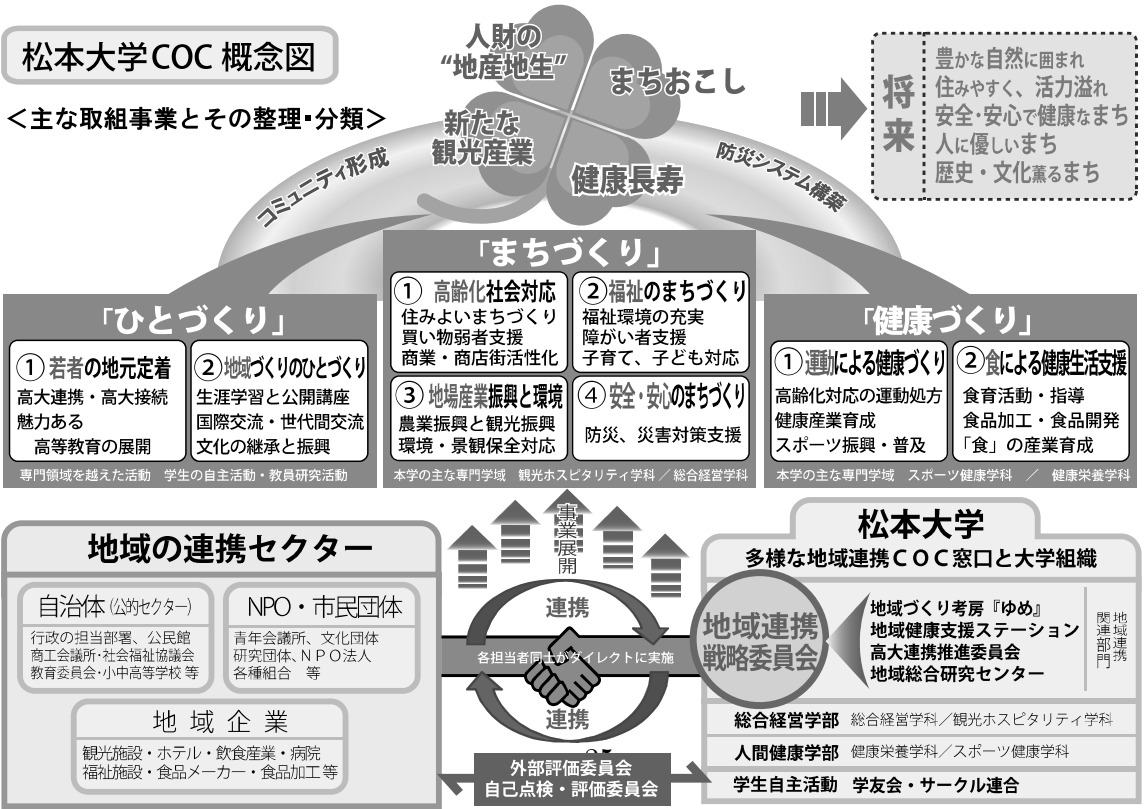 松本大学COC 概念図
＜主な取組事業とその整理・分類＞
人財の
“地産地生”
まちおこし
新たな
観光産業
健康長寿
コミュニティ形成
防災システム構築
将来
豊かな自然に囲まれ
住みやすく、活力溢れ
安全・安心で健康なまち
人に優しいまち
歴史・文化薫るまち
「ひとづくり」
① 若者の地元定着
高大連携・高大接続
魅力ある
高等教育の展開
② 地域づくりのひとづくり
生涯学習と公開講座
国際交流・世代間交流
文化の継承と振興
専門領域を越えた活動　学生の自主活動・教員研究活動
「まちづくり」
① 高齢化社会対応
住みよいまちづくり
買い物弱者支援
商業・商店街活性化
② 福祉のまちづくり
福祉環境の充実
障がい者支援
子育て、子ども対応
③ 地場産業振興と環境
農業振興と観光振興
環境・景観保全対応
④ 安全・安心のまちづくり
防災、災害対策支援
本学の主な専門学域　観光ホスピタリティ学科／総合経営学科
「健康づくり」
① 運動による健康づくり
高齢化対応の運動処方
健康産業育成
スポーツ振興・普及
② 食による健康生活支援
食育活動・指導
食品加工・食品開発
「食」の産業育成
本学の主な専門学域　スポーツ健康学科　／　健康栄養学科
地域の連携セクター
自治体（公的セクター）
行政の担当部署、公民館
商工会議所・社会福祉協議会
教育委員会・小中高等学校 等
NPO・市民団体
青年会議所、文化団体
研究団体、ＮＰＯ法人
各種組合　等
地域企業
観光施設・ホテル・飲食産業・病院
福祉施設・食品メーカー・食品加工等
事業展開
連携
各担当者同士がダイレクトに実施
連携
外部評価委員会
自己点検・評価委員会
松本大学
多様な地域連携ＣＯＣ窓口と大学組織
地域連携
戦略委員会
地域づくり考房『ゆめ』
地域健康支援ステーション
高大連携推進委員会
地域総合研究センター
地域連携
関連部門
総合経営学部　総合経営学科／観光ホスピタリティ学科
人間健康学部　健康栄養学科／スポーツ健康学科
学生自主活動　学友会・サークル連合